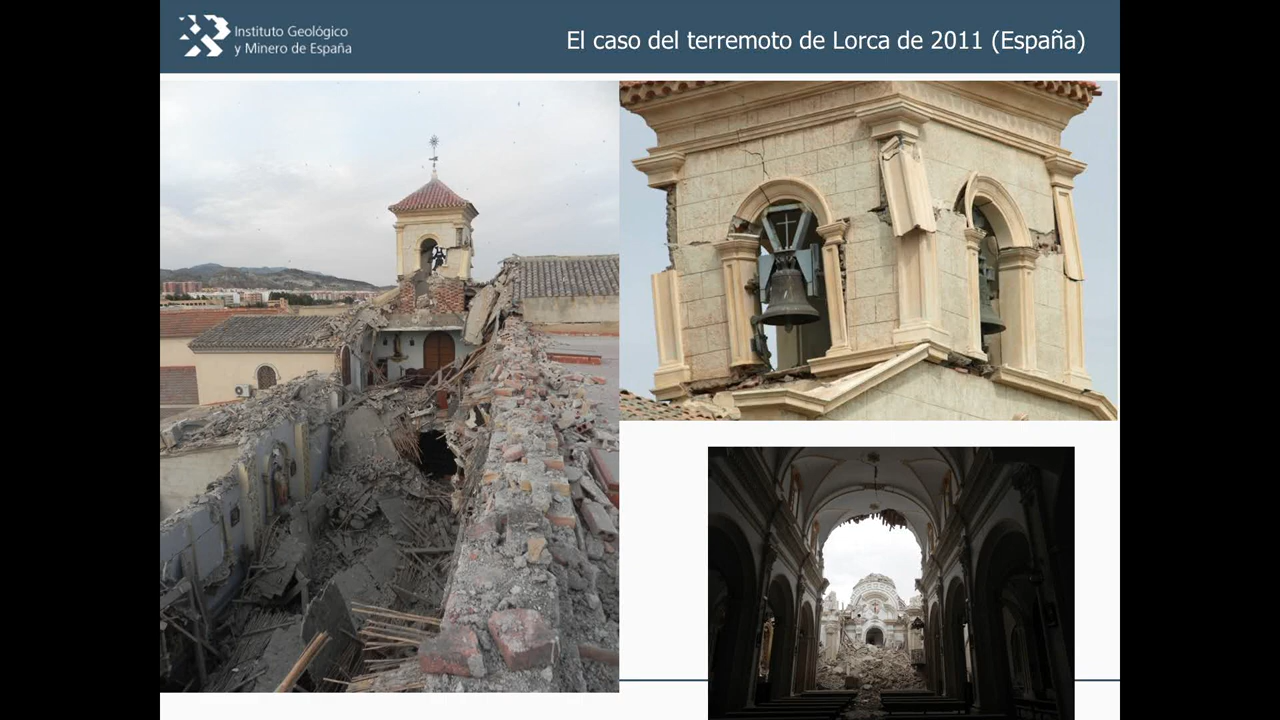 Instituto Geológico
y Minero de España
El caso del terremoto de Lorca de 2011 (España)